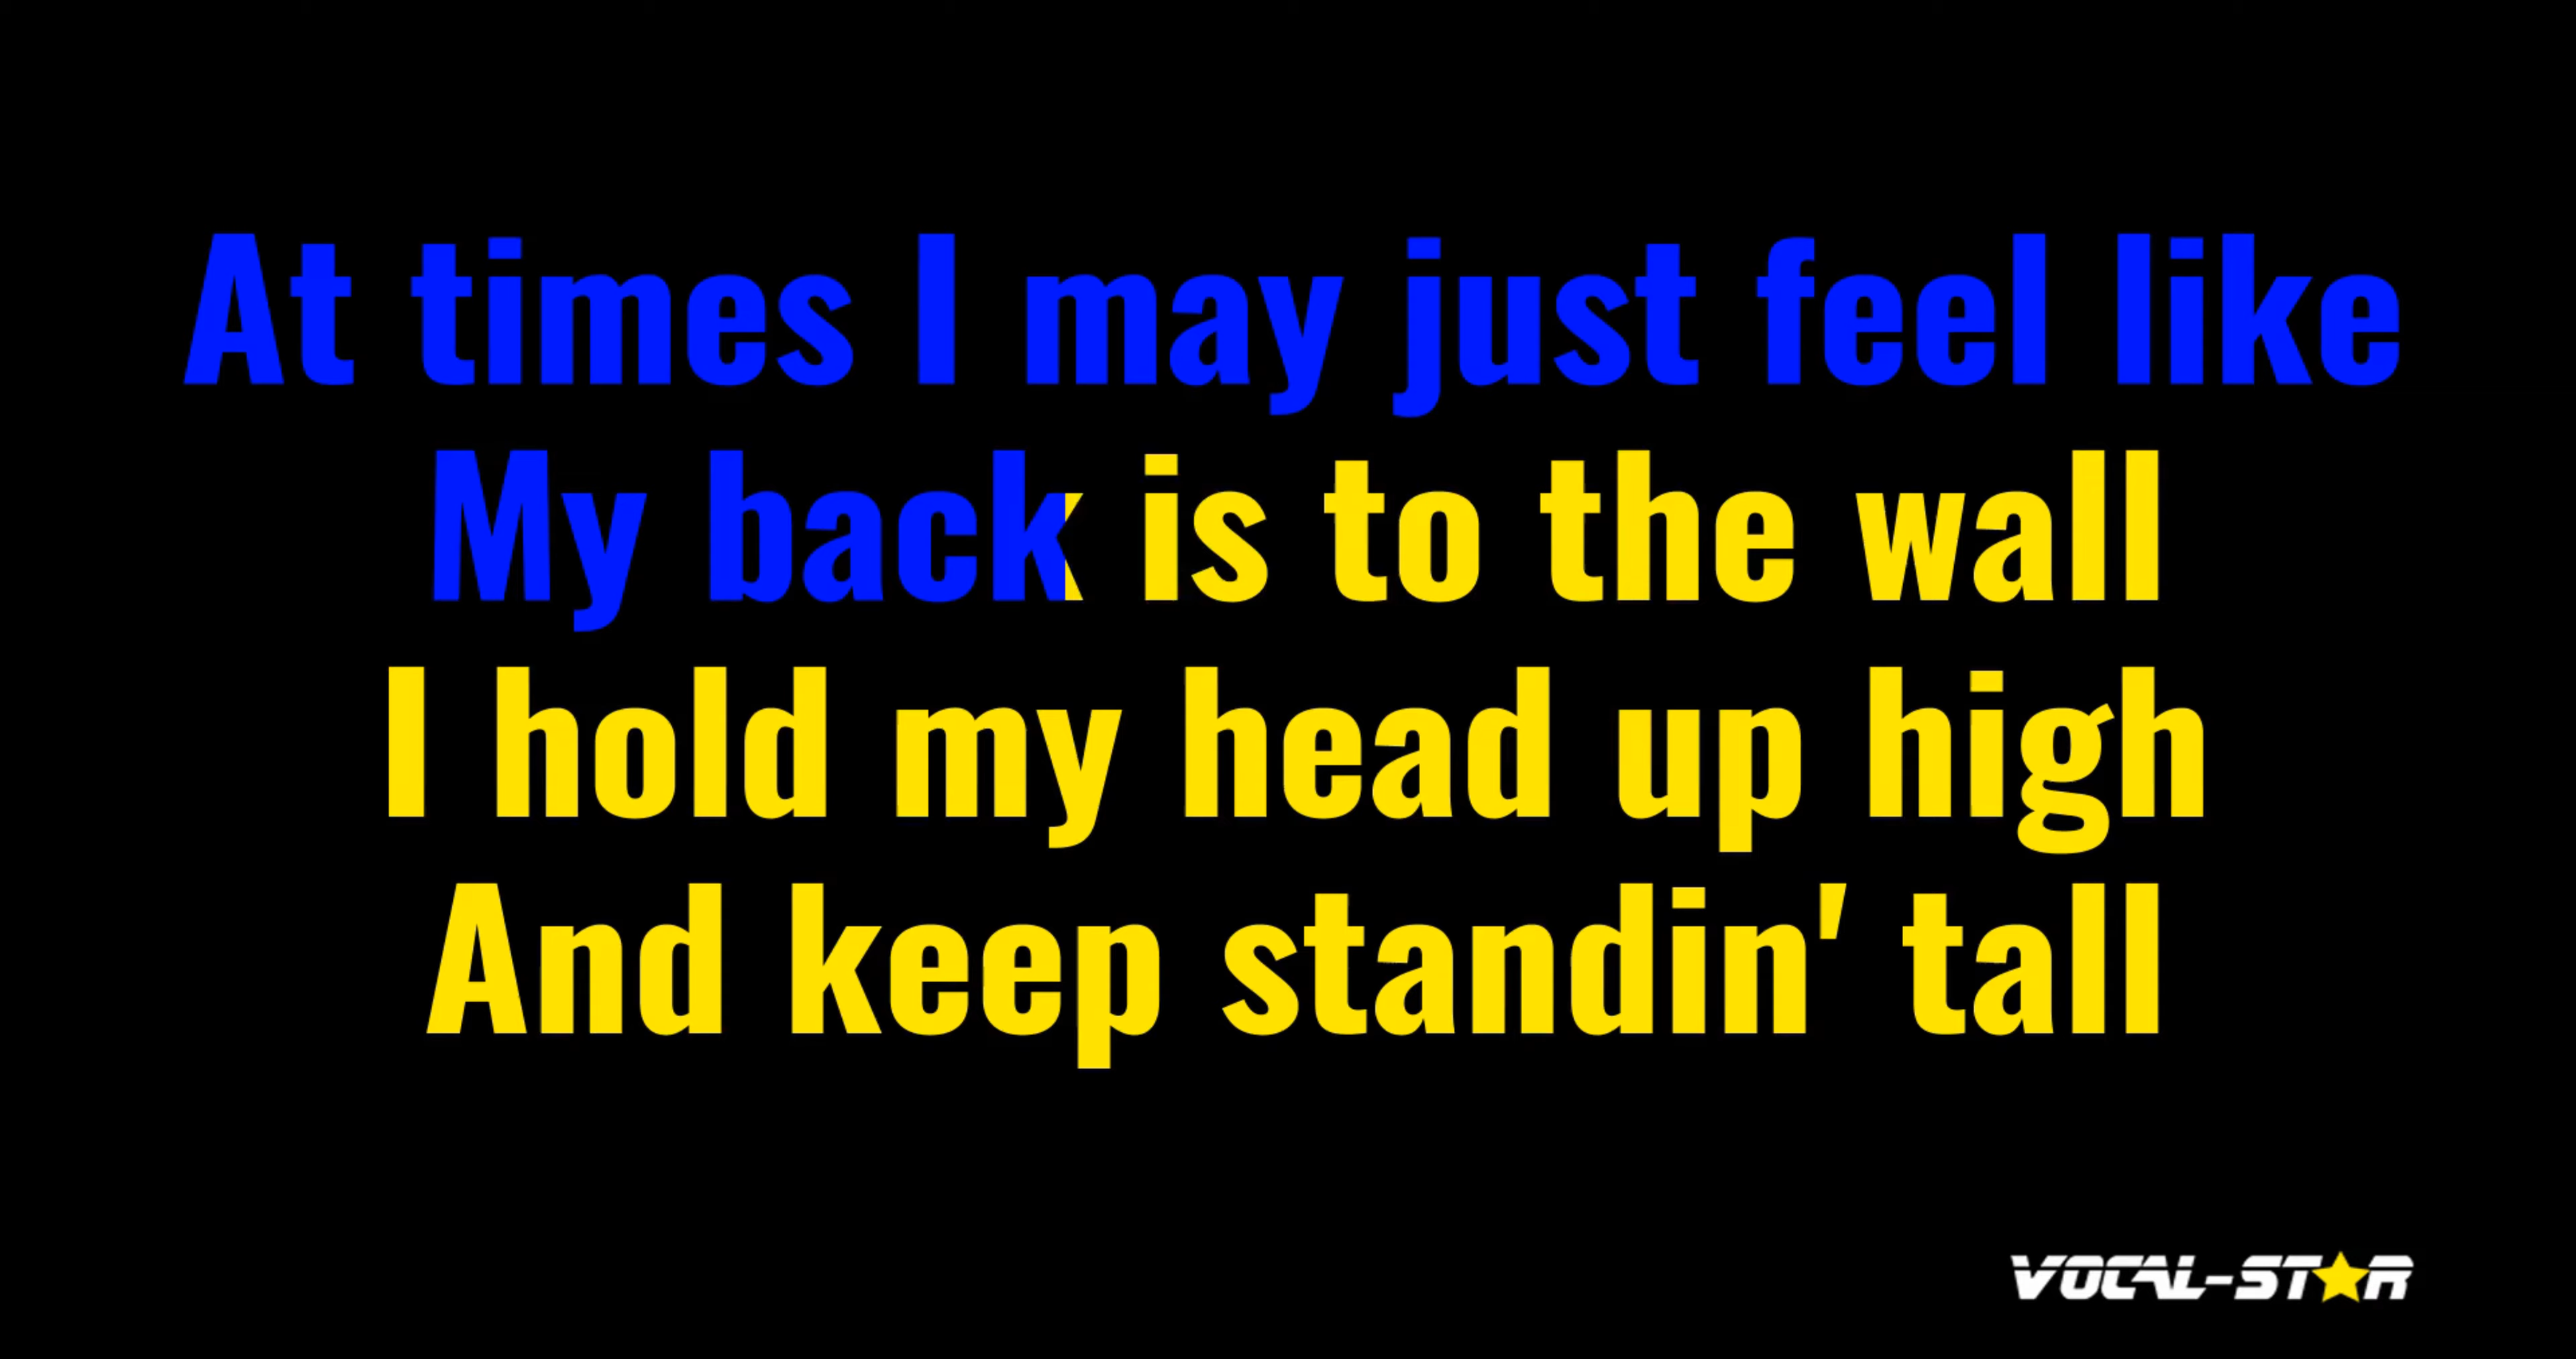 At times I may just feel like
My back is to the wall
I hold my head up high
And keep standin' tall
VOCAL-STAR